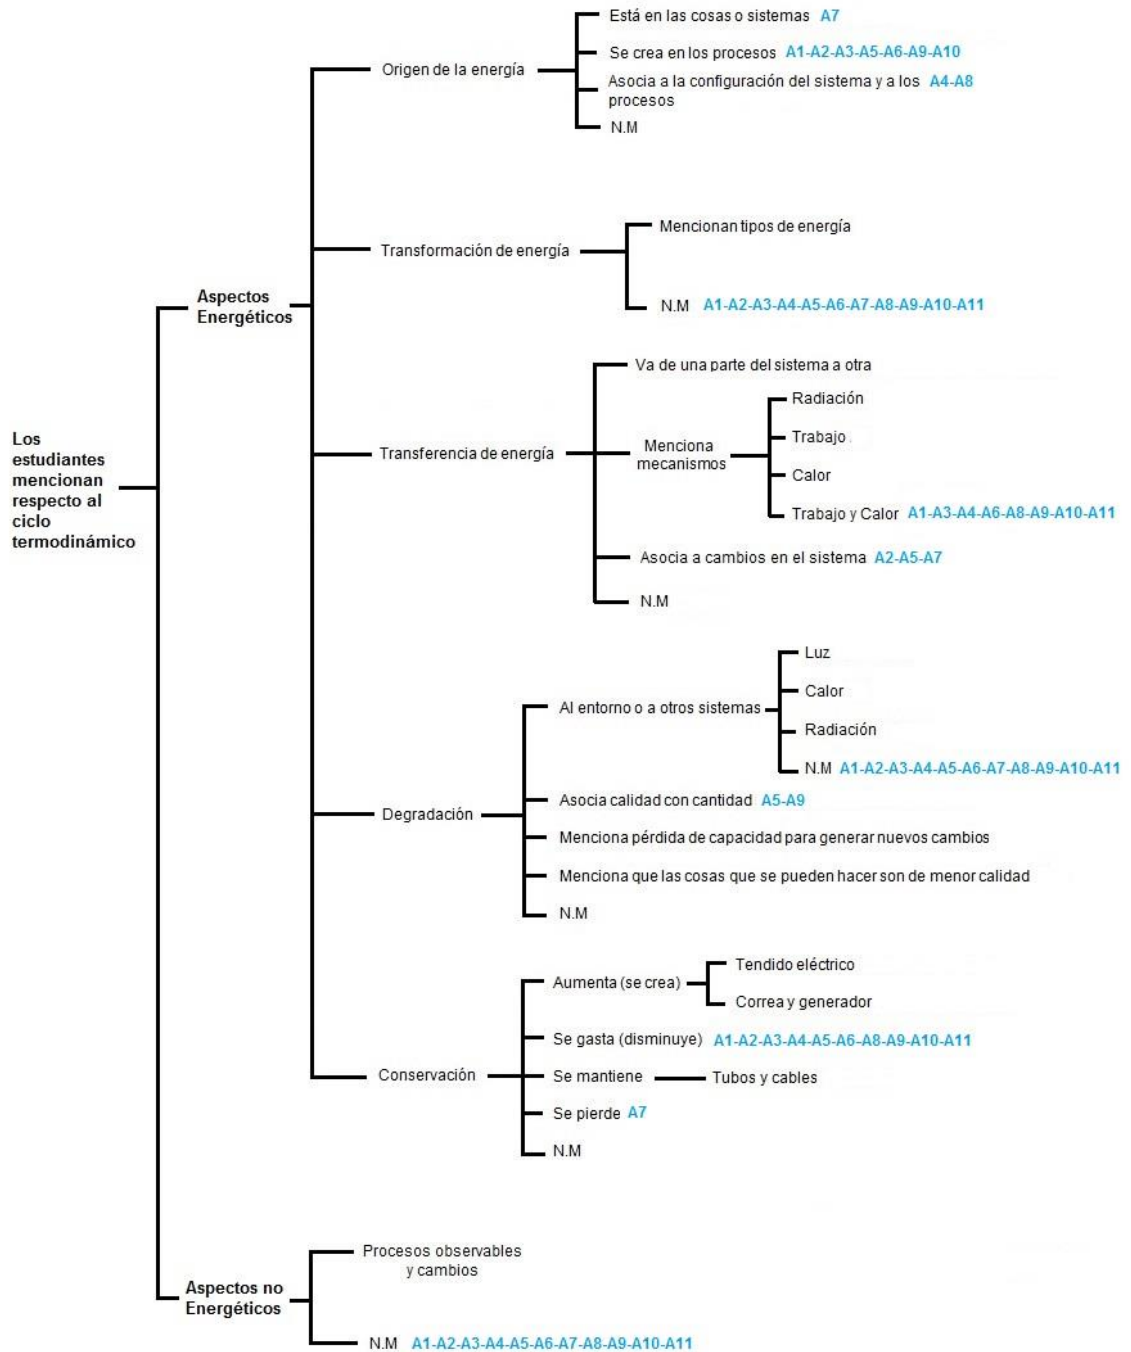 Los
estudiantes
mencionan
respecto al
ciclo
termodinámico
Aspectos
Energéticos
Origen de la energía
Está en las cosas o sistemas A7
Se crea en los procesos A1-A2-A3-A5-A6-A9-A10
Asocia a la configuración del sistema y a los A4-A8
procesos
N.M
Transformación de energía
Mencionan tipos de energía
N.M A1-A2-A3-A4-A5-A6-A7-A8-A9-A10-A11
Transferencia de energía
Va de una parte del sistema a otra
Menciona
mecanismos
Radiación
Trabajo
Calor
Trabajo y Calor A1-A3-A4-A6-A8-A9-A10-A11
Asocia a cambios en el sistema A2-A5-A7
N.M
Degradación
Al entorno o a otros sistemas
Luz
Calor
Radiación
N.M A1-A2-A3-A4-A5-A6-A7-A8-A9-A10-A11
Asocia calidad con cantidad A5-A9
Menciona pérdida de capacidad para generar nuevos cambios
Menciona que las cosas que se pueden hacer son de menor calidad
N.M
Conservación
Aumenta (se crea)
Tendido eléctrico
Correa y generador
Se gasta (disminuye) A1-A2-A3-A4-A5-A6-A8-A9-A10-A11
Se mantiene
Tubos y cables
Se pierde A7
N.M
Aspectos no
Energéticos
Procesos observables
y cambios
N.M A1-A2-A3-A4-A5-A6-A7-A8-A9-A10-A11